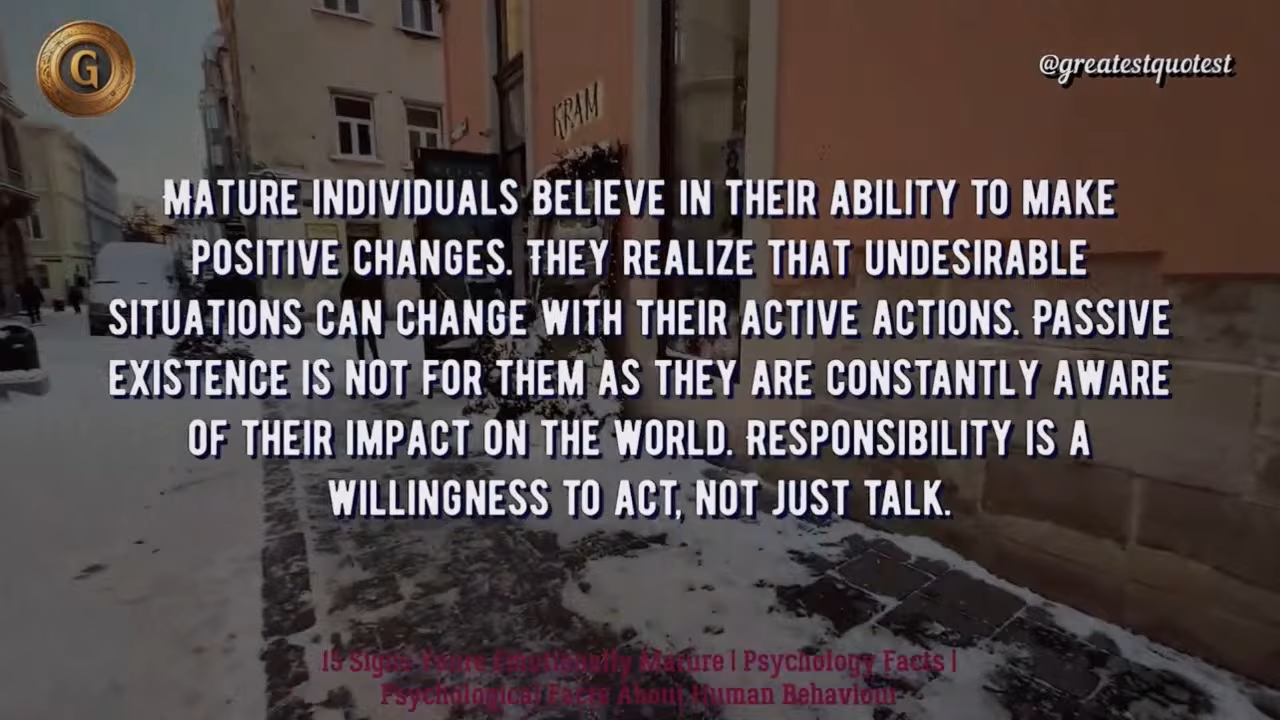 G
@greatestquotest
KRAM
MATURE INDIVIDUALS BELIEVE IN THEIR ABILITY TO MAKE
POSITIVE CHANGES. THEY REALIZE THAT UNDESIRABLE
SITUATIONS CAN CHANGE WITH THEIR ACTIVE ACTIONS. PASSIVE
EXISTENCE IS NOT FOR THEM AS THEY ARE CONSTANTLY AWARE
OF THEIR IMPACT ON THE WORLD. RESPONSIBILITY IS A
WILLINGNESS TO ACT, NOT JUST TALK.
15 Signs Youre Emotionally Mature | Psychology Facts |
Psychological Facts About Human Behaviour